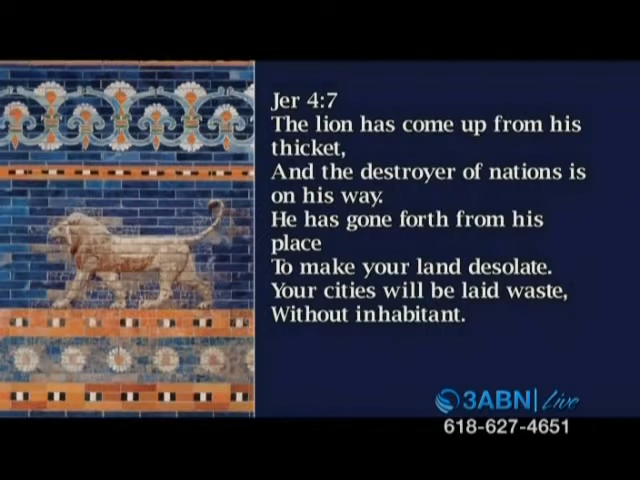 Jer 4:7
The lion has come up from his
thicket,
And the destroyer of nations is
on his way.
He has gone forth from his
place
To make your land desolate.
Your cities will be laid waste,
Without inhabitant.
3ABN| Live
618-627-4651